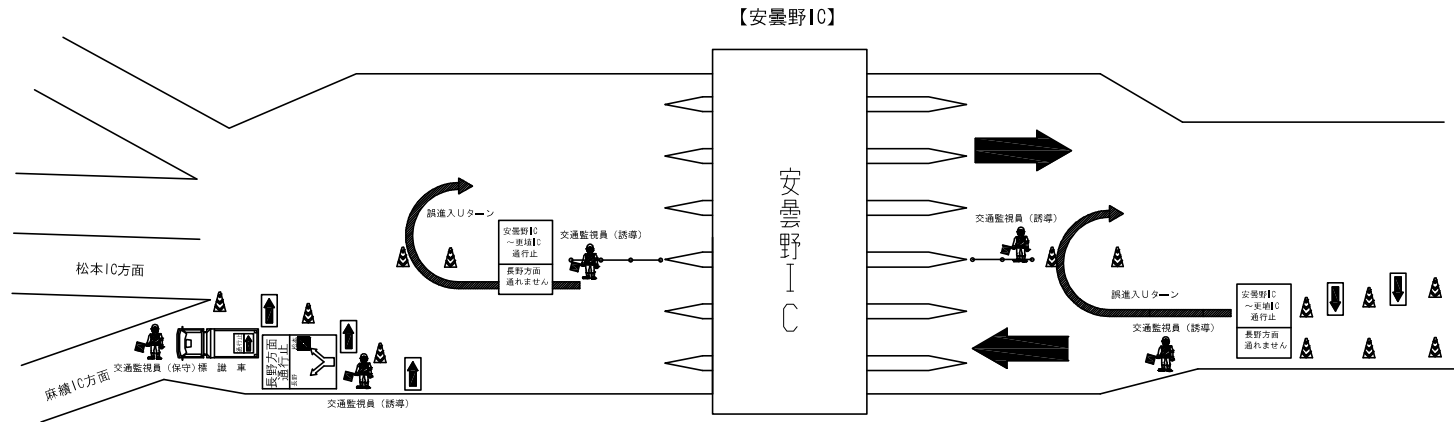 【安曇野IC】
安曇野IC
誤進入Uターン
安曇野IC
～更埴IC
通行止
長野方面
通れません
交通監視員（誘導）
松本IC方面
麻績IC方面
交通監視員（保守）
標識車
通行止
長野方面
通行止
長野
交通監視員（誘導）
交通監視員（誘導）
誤進入Uターン
交通監視員（誘導）
安曇野IC
～更埴IC
通行止
長野方面
通れません